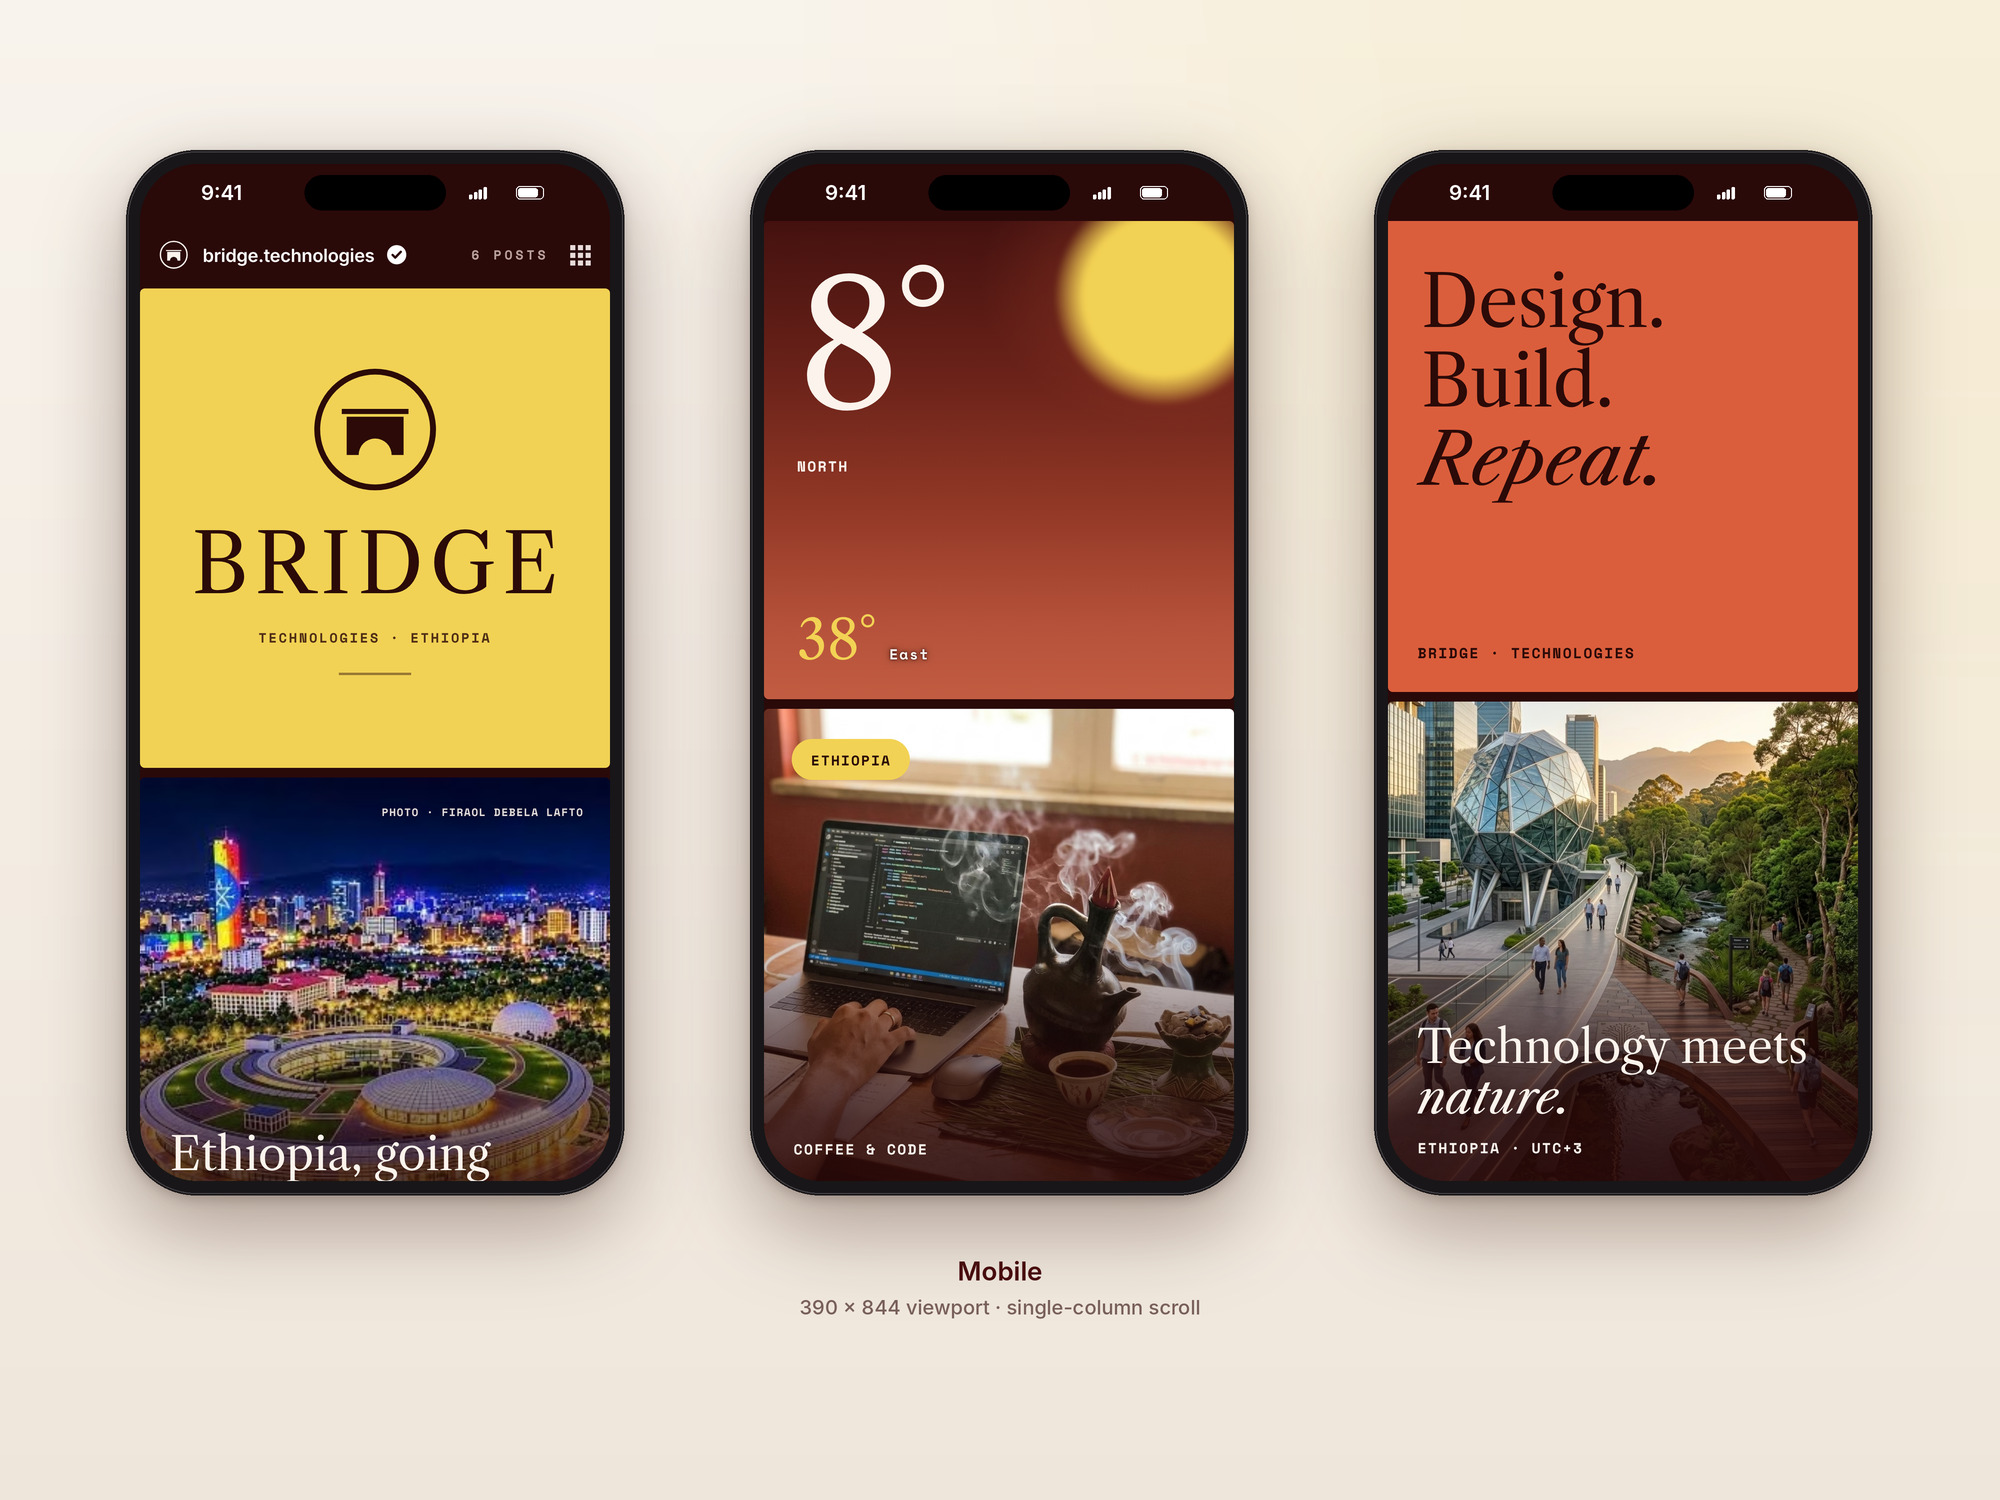 9:41
bridge.technologies
6 POSTS
BRIDGE
TECHNOLOGIES · ETHIOPIA
PHOTO · FIRAOL DEBELA LAFTO
Ethiopia, going
9:41
8°
NORTH
38° East
ETHIOPIA
COFFEE & CODE
9:41
Design.
Build.
Repeat.
BRIDGE · TECHNOLOGIES
Technology meets
nature.
ETHIOPIA · UTC+3
Mobile
390 × 844 viewport · single-column scroll